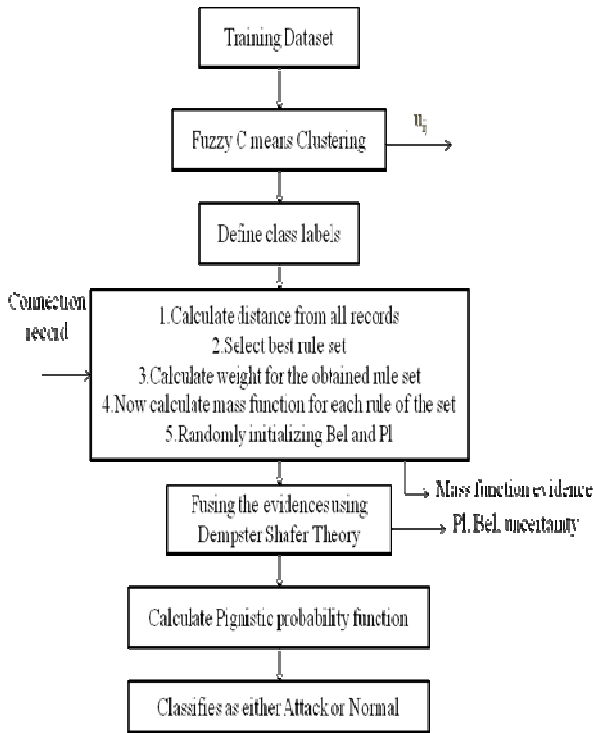 Training Dataset
Fuzzy C means Clustering
uij
Define class labels
Connection
record
1.Calculate distance from all records
2.Select best rule set
3.Calculate weight for the obtained rule set
4.Now calculate mass function for each rule of the set
5.Randomly initializing Bel and Pl
Mass function evidence
Fusing the evidences using
Dempster Shafer Theory
Pl, Bel, uncertainty
Calculate Pignistic probability function
Classifies as either Attack or Normal